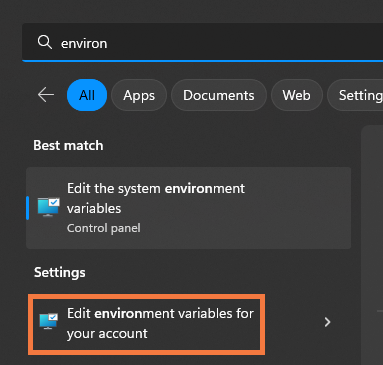 environ
All Apps Documents Web Setting
Best match
Edit the system environment
variables
Control panel
Settings
Edit environment variables for
your account